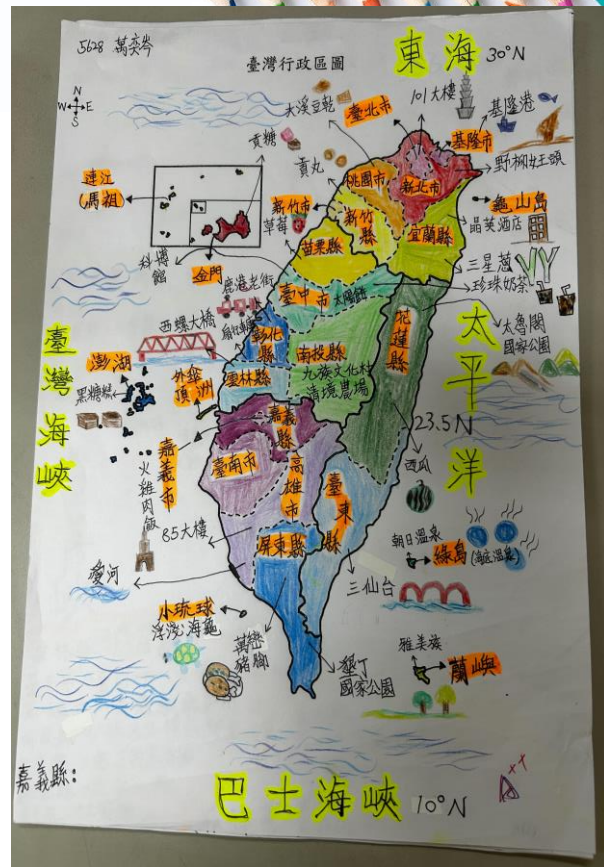 5628 萬奕岑
臺灣行政區圖
東海 30°N
N
W E
S
大溪豆乾
臺北市
101大樓
基隆港
貢糖
基隆市
連江
(馬祖)
貢丸
桃園市
新北市
野柳女王頭
新竹市
龜山島
草莓
新竹縣
宜蘭縣
晶英酒店
苗栗縣
科博館
金門
三星蔥
鹿港老街
臺中市
太陽餅
珍珠奶茶
花蓮縣
西螺大橋
彰化縣
南投縣
太魯閣
國家公園
臺灣海峽
澎湖
外傘頂洲
雲林縣
九族文化村
清境農場
太平洋
黑糖糕
嘉義縣
23.5N
火雞肉飯
嘉義市
臺南市
高雄市
臺東縣
西瓜
85大樓
朝日溫泉
屏東縣
綠島
(海底溫泉)
愛河
三仙台
小琉球
浮淺海龜
萬巒豬腳
雅美族
墾丁
國家公園
蘭嶼
嘉義縣:
巴士海峽 10°N
A++